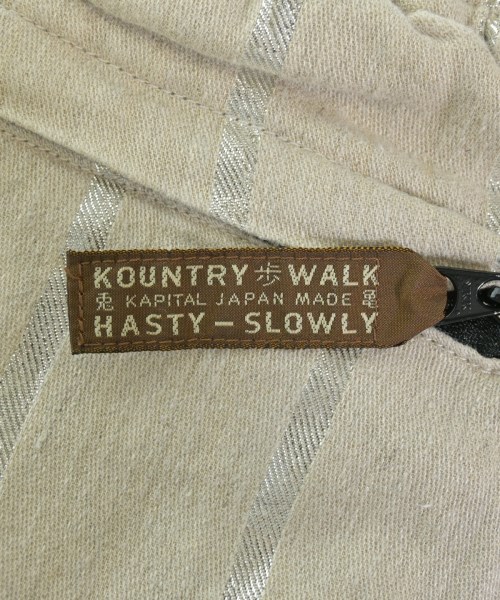 KOUNTRY 歩 WALK
兎 KAPITAL JAPAN MADE 亀
HASTY – SLOWLY